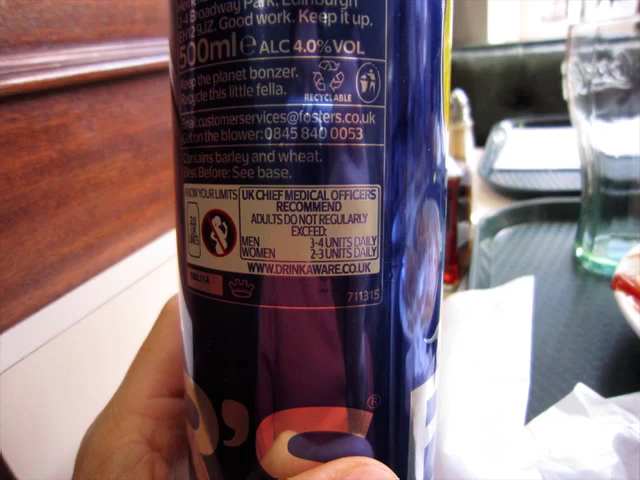 2-4 Broadway Park. Edinburgh
EH12 9JZ. Good work. Keep it up.
500ml e ALC 4.0%VOL
Keep the planet bonzer.
Recycle this little fella.
RECYCLABLE
Email:customerservices@fosters.co.uk
Get on the blower:0845 840 0053
Contains barley and wheat.
Best Before: See base.
KNOW YOUR LIMITS
UK CHIEF MEDICAL OFFICERS
RECOMMEND
ADULTS DO NOT REGULARLY
EXCEED:
MEN 3-4 UNITS DAILY
WOMEN 2-3 UNITS DAILY
WWW.DRINKAWARE.CO.UK
711315
R'S®